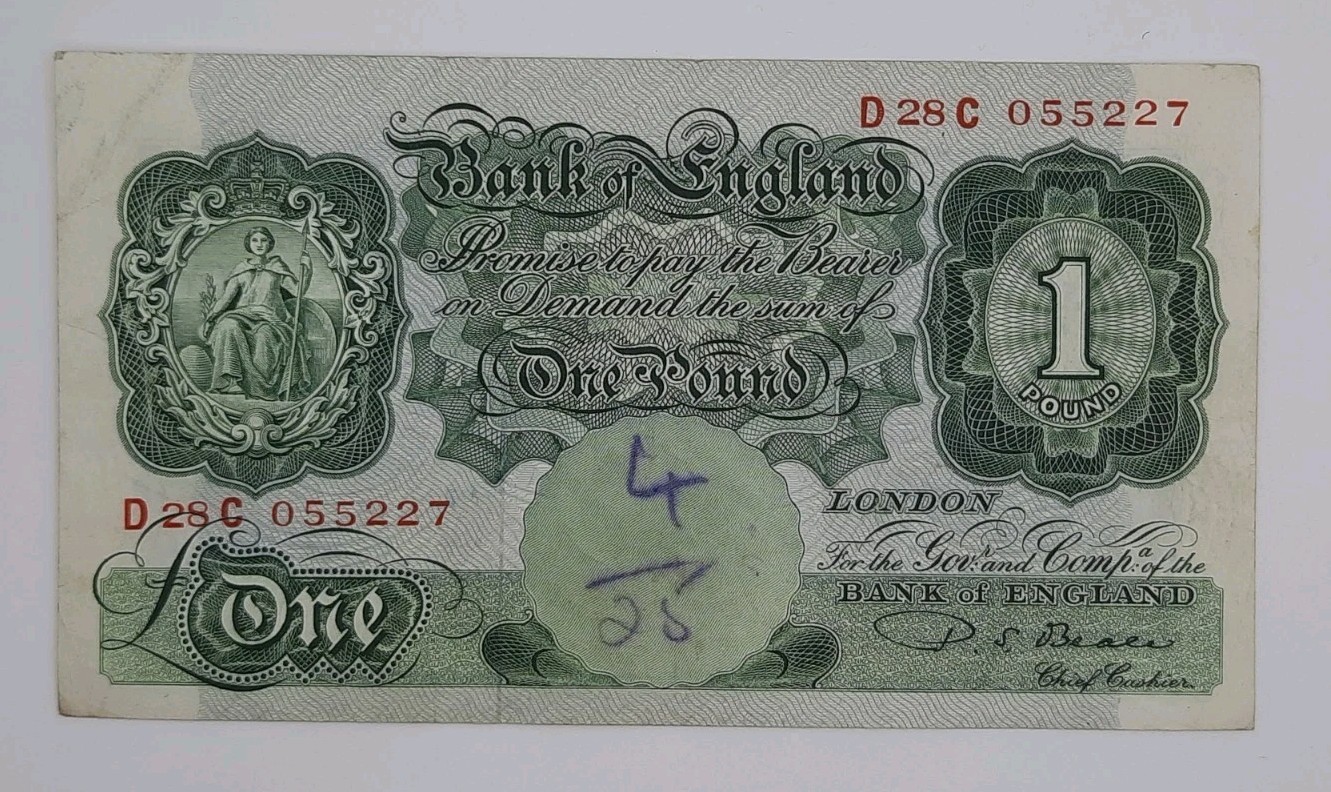 D28C 055227
Bank of England
Promise to pay the Bearer
on Demand the sum of
One Pound
1
POUND
D28C 055227
4
25
£One
LONDON
For the Govr. and Compa. of the
BANK of ENGLAND
P. S. Beale
Chief Cashier.